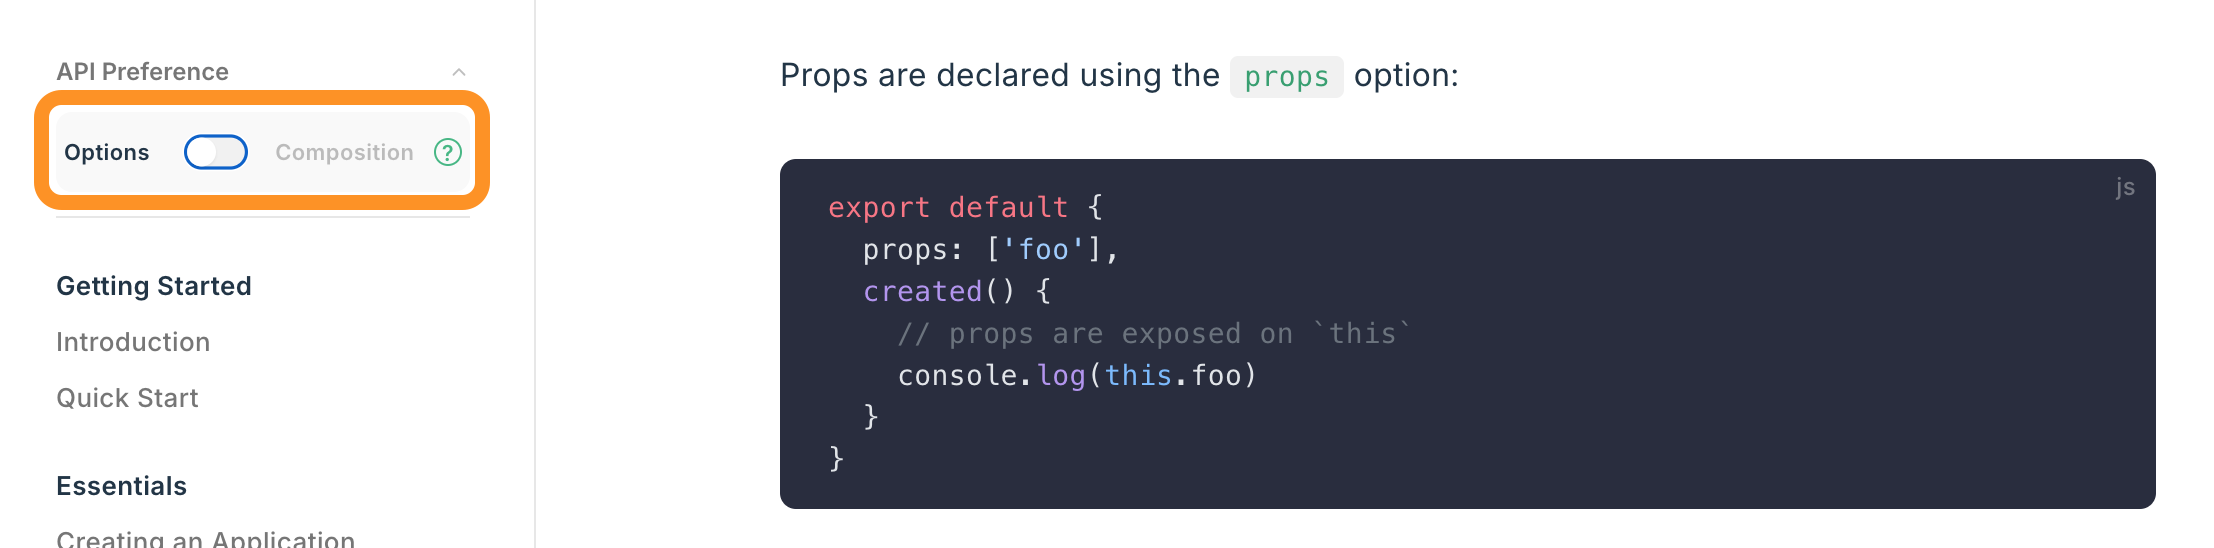 API Preference
Options
Composition
?
Getting Started
Introduction
Quick Start
Essentials
Creating an Application
Props are declared using the props option:
js
export default {
  props: ['foo'],
  created() {
    // props are exposed on `this`
    console.log(this.foo)
  }
}